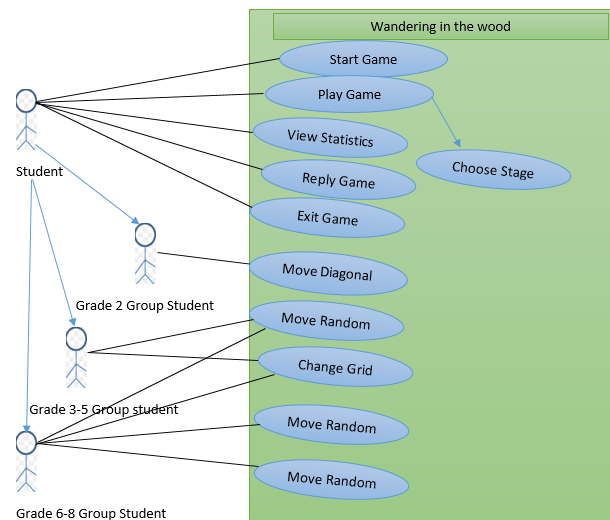 Wandering in the wood
Start Game
Play Game
View Statistics
Choose Stage
Student
Reply Game
Exit Game
Move Diagonal
Grade 2 Group Student
Move Random
Change Grid
Grade 3-5 Group student
Move Random
Move Random
Grade 6-8 Group Student